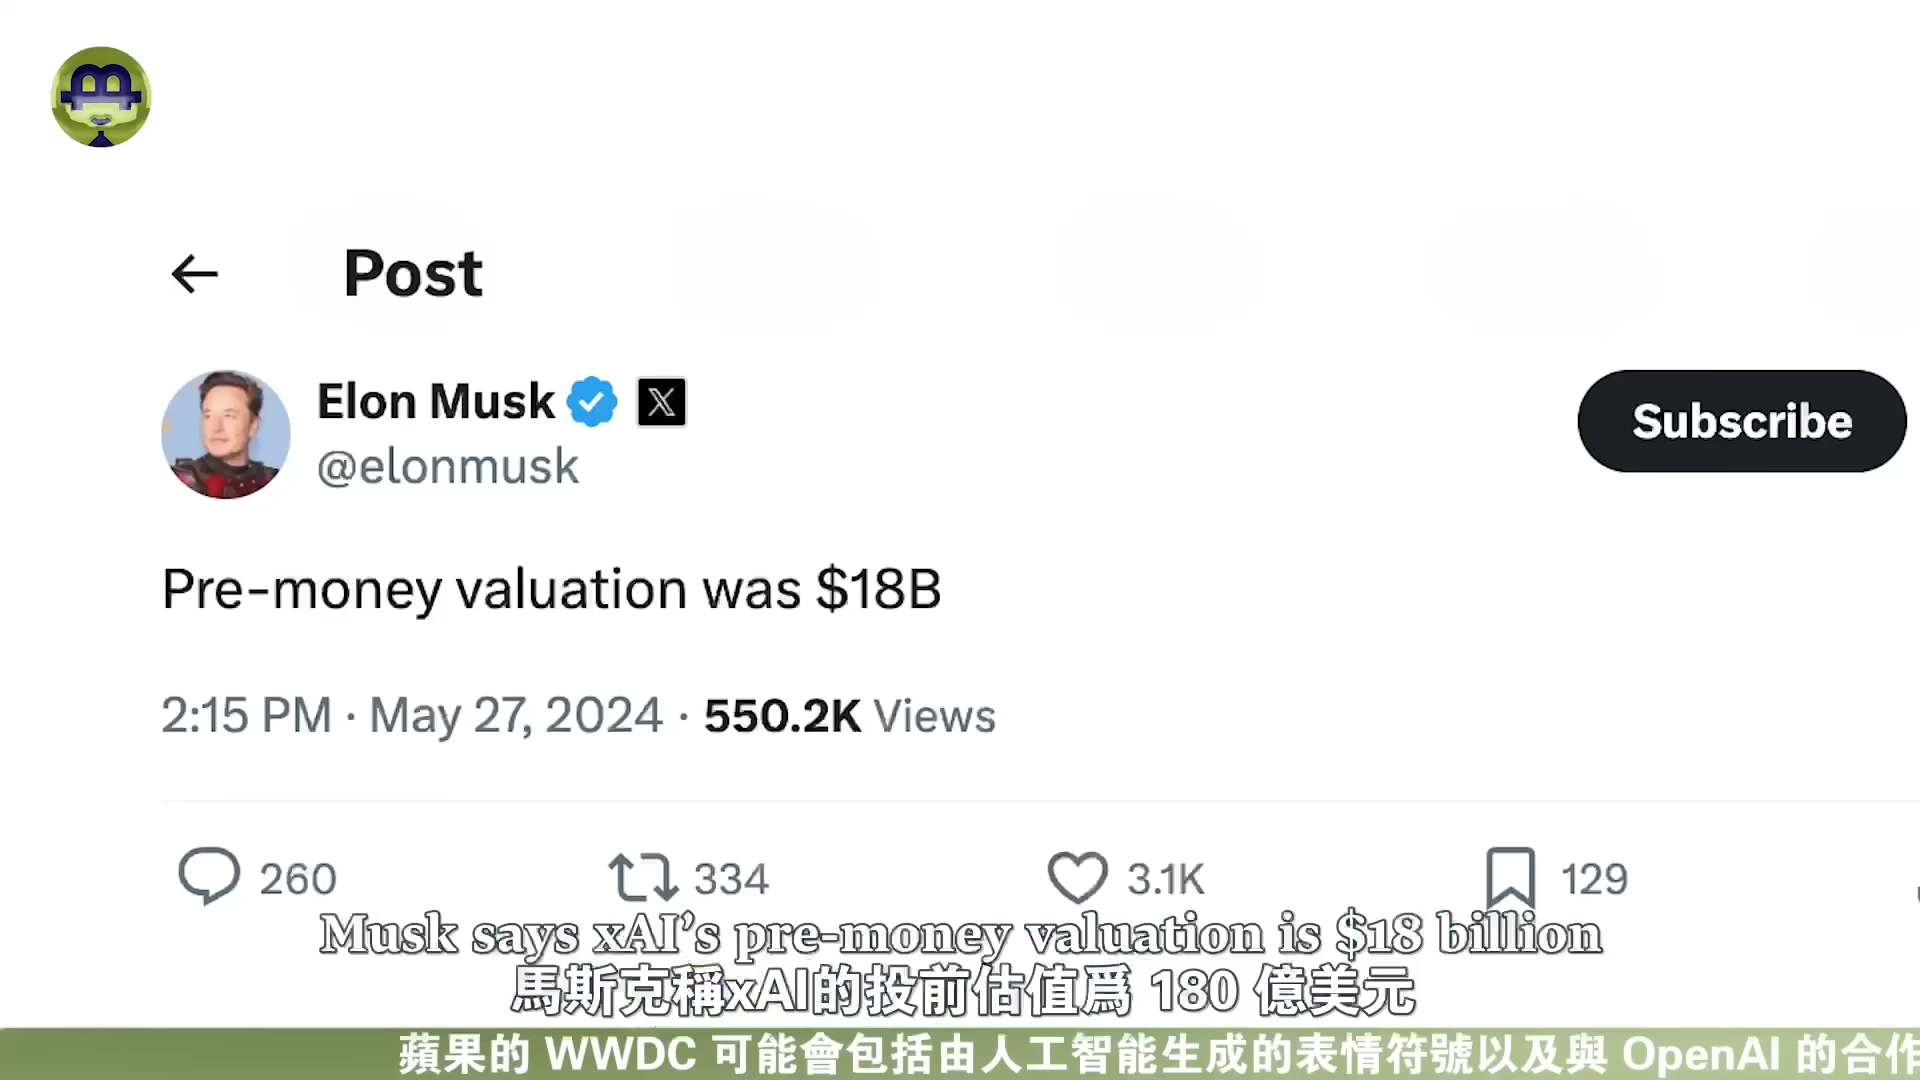 Post
Elon Musk
@elonmusk
Subscribe
Pre-money valuation was $18B
2:15 PM · May 27, 2024 · 550.2K Views
260 334 3.1K 129
Musk says xAI’s pre-money valuation is $18 billion
馬斯克稱xAI的投前估值爲 180 億美元
蘋果的 WWDC 可能會包括由人工智能生成的表情符號以及與 OpenAI 的合作